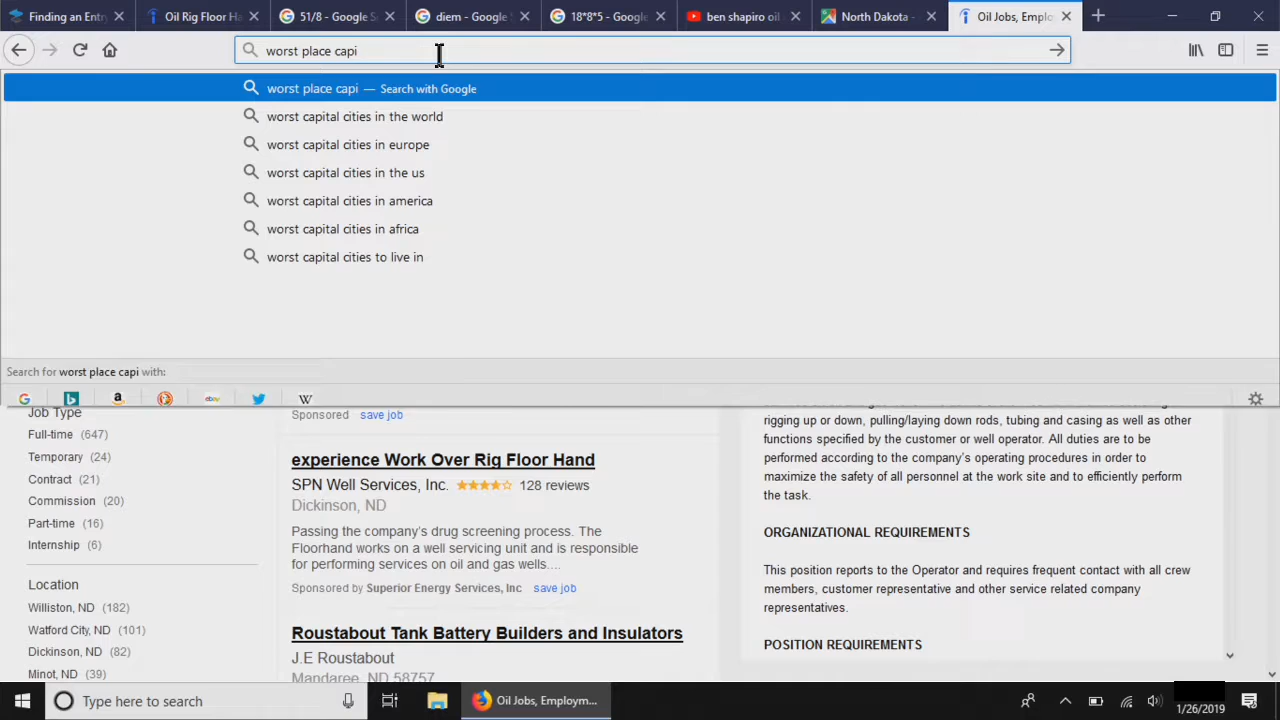 Finding an Entry
Oil Rig Floor Ha
51/8 - Google S
diem - Google
18*8*5 - Google
ben shapiro oil
North Dakota -
Oil Jobs, Emplo
worst place capi
worst place capi — Search with Google
worst capital cities in the world
worst capital cities in europe
worst capital cities in the us
worst capital cities in america
worst capital cities in africa
worst capital cities to live in
Search for worst place capi with:
Job Type
Full-time (647)
Temporary (24)
Contract (21)
Commission (20)
Part-time (16)
Internship (6)
Location
Williston, ND (182)
Watford City, ND (101)
Dickinson, ND (82)
Minot, ND (39)
Sponsored save job
experience Work Over Rig Floor Hand
SPN Well Services, Inc. 128 reviews
Dickinson, ND
Passing the company's drug screening process. The
Floorhand works on a well servicing unit and is responsible
for performing services on oil and gas wells....
Sponsored by Superior Energy Services, Inc save job
Roustabout Tank Battery Builders and Insulators
J.E Roustabout
Mandaree, ND 58757
rigging up or down, pulling/laying down rods, tubing and casing as well as other
functions specified by the customer or well operator. All duties are to be
performed according to the company's operating procedures in order to
maximize the safety of all personnel at the work site and to efficiently perform
the task.
ORGANIZATIONAL REQUIREMENTS
This position reports to the Operator and requires frequent contact with all crew
members, customer representative and other service related company
representatives.
POSITION REQUIREMENTS
Type here to search
Oil Jobs, Employm...
1/26/2019